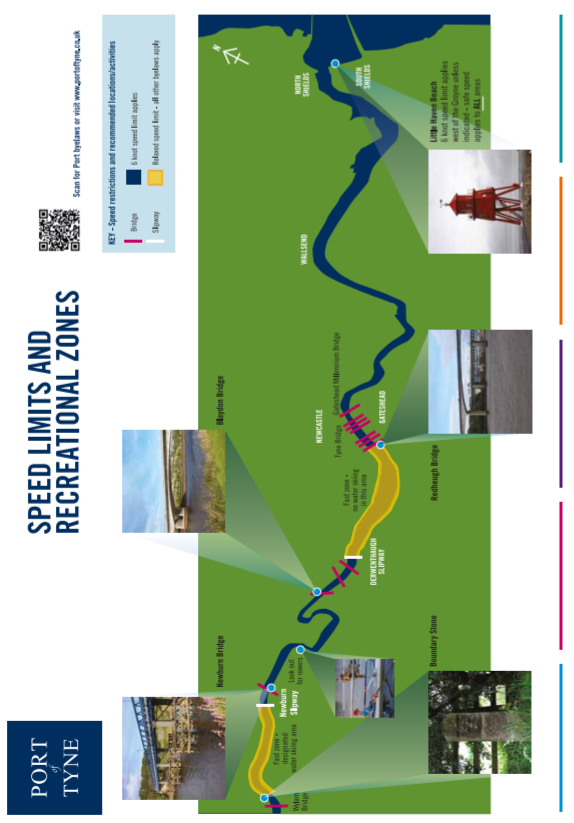 PORT
of
TYNE
SPEED LIMITS AND
RECREATIONAL ZONES
Scan for Port byelaws or visit www.portoftyne.co.uk
KEY – Speed restrictions and recommended locations/activities
Bridge
6 knot speed limit applies
Slipway
Relaxed speed limit - all other byelaws apply
N
Newburn Bridge
Blaydon Bridge
Wylam
Bridge
Fast zone -
designated
water skiing area
Newburn
Slipway
Look out
for rowers
DERWENTHAUGH
SLIPWAY
Fast zone -
no water skiing
in this area
Tyne Bridge
Gateshead Millennium Bridge
NEWCASTLE
GATESHEAD
WALLSEND
NORTH
SHIELDS
SOUTH
SHIELDS
Boundary Stone
Redheugh Bridge
Little Haven Beach
6 knot speed limit applies
west of the Groyne unless
indicated - safe speed
applies to ALL areas